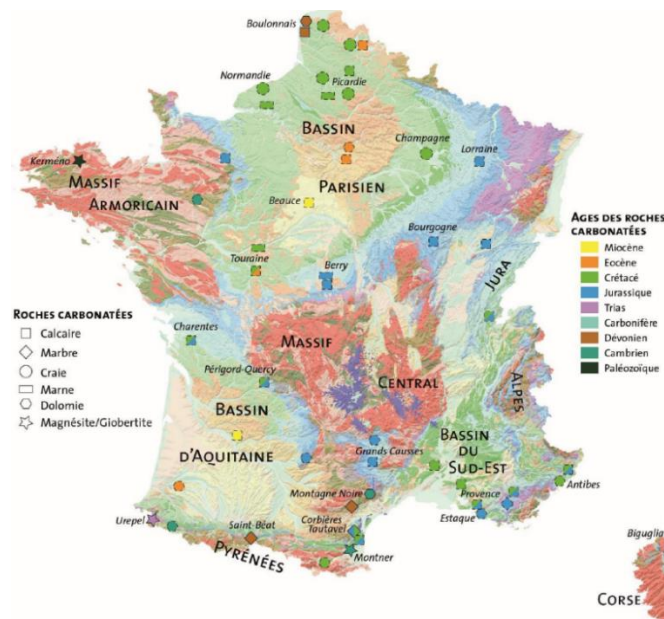 Boulonnais
Normandie
Picardie
BASSIN
Champagne
Lorraine
Kerméno
MASSIF
ARMORICAIN
PARISIEN
Beauce
Bourgogne
Touraine
Berry
JURA
Charentes
MASSIF
CENTRAL
Périgord-Quercy
ALPES
BASSIN
D'AQUITAINE
Grands Causses
BASSIN
DU
SUD-EST
Montagne Noire
Provence
Antibes
Estaque
Urepel
Saint-Béat
Corbières
Tautavel
Montner
PYRÉNÉES
Biguglia
CORSE
ROCHES CARBONATÉES
Calcaire
Marbre
Craie
Marne
Dolomie
Magnésite/Giobertite
AGES DES ROCHES
CARBONATÉES
Miocène
Eocène
Crétacé
Jurassique
Trias
Carbonifère
Dévonien
Cambrien
Paléozoïque